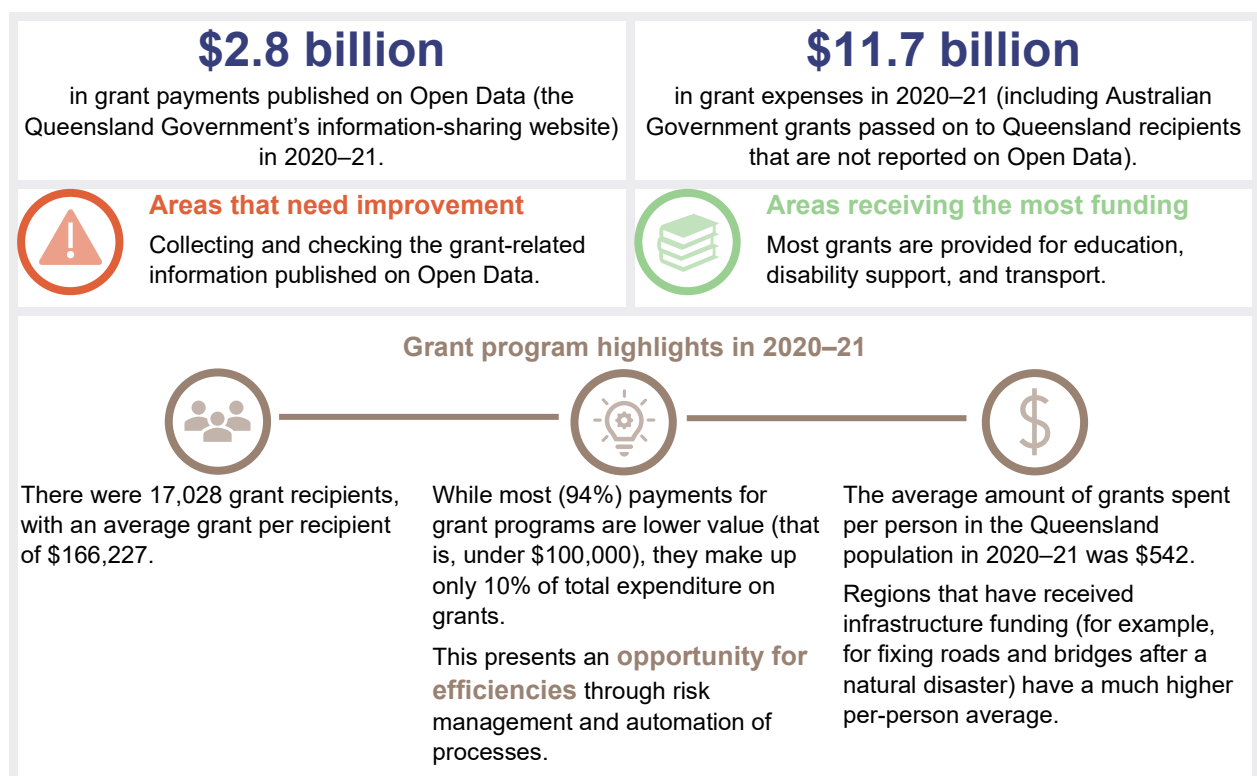 $2.8 billion
in grant payments published on Open Data (the
Queensland Government’s information-sharing website)
in 2020–21.
$11.7 billion
in grant expenses in 2020–21 (including Australian
Government grants passed on to Queensland recipients
that are not reported on Open Data).
Areas that need improvement
Collecting and checking the grant-related
information published on Open Data.
Areas receiving the most funding
Most grants are provided for education,
disability support, and transport.
Grant program highlights in 2020–21
There were 17,028 grant recipients,
with an average grant per recipient
of $166,227.
While most (94%) payments for
grant programs are lower value (that
is, under $100,000), they make up
only 10% of total expenditure on
grants.
This presents an opportunity for
efficiencies through risk
management and automation of
processes.
The average amount of grants spent
per person in the Queensland
population in 2020–21 was $542.
Regions that have received
infrastructure funding (for example,
for fixing roads and bridges after a
natural disaster) have a much higher
per-person average.